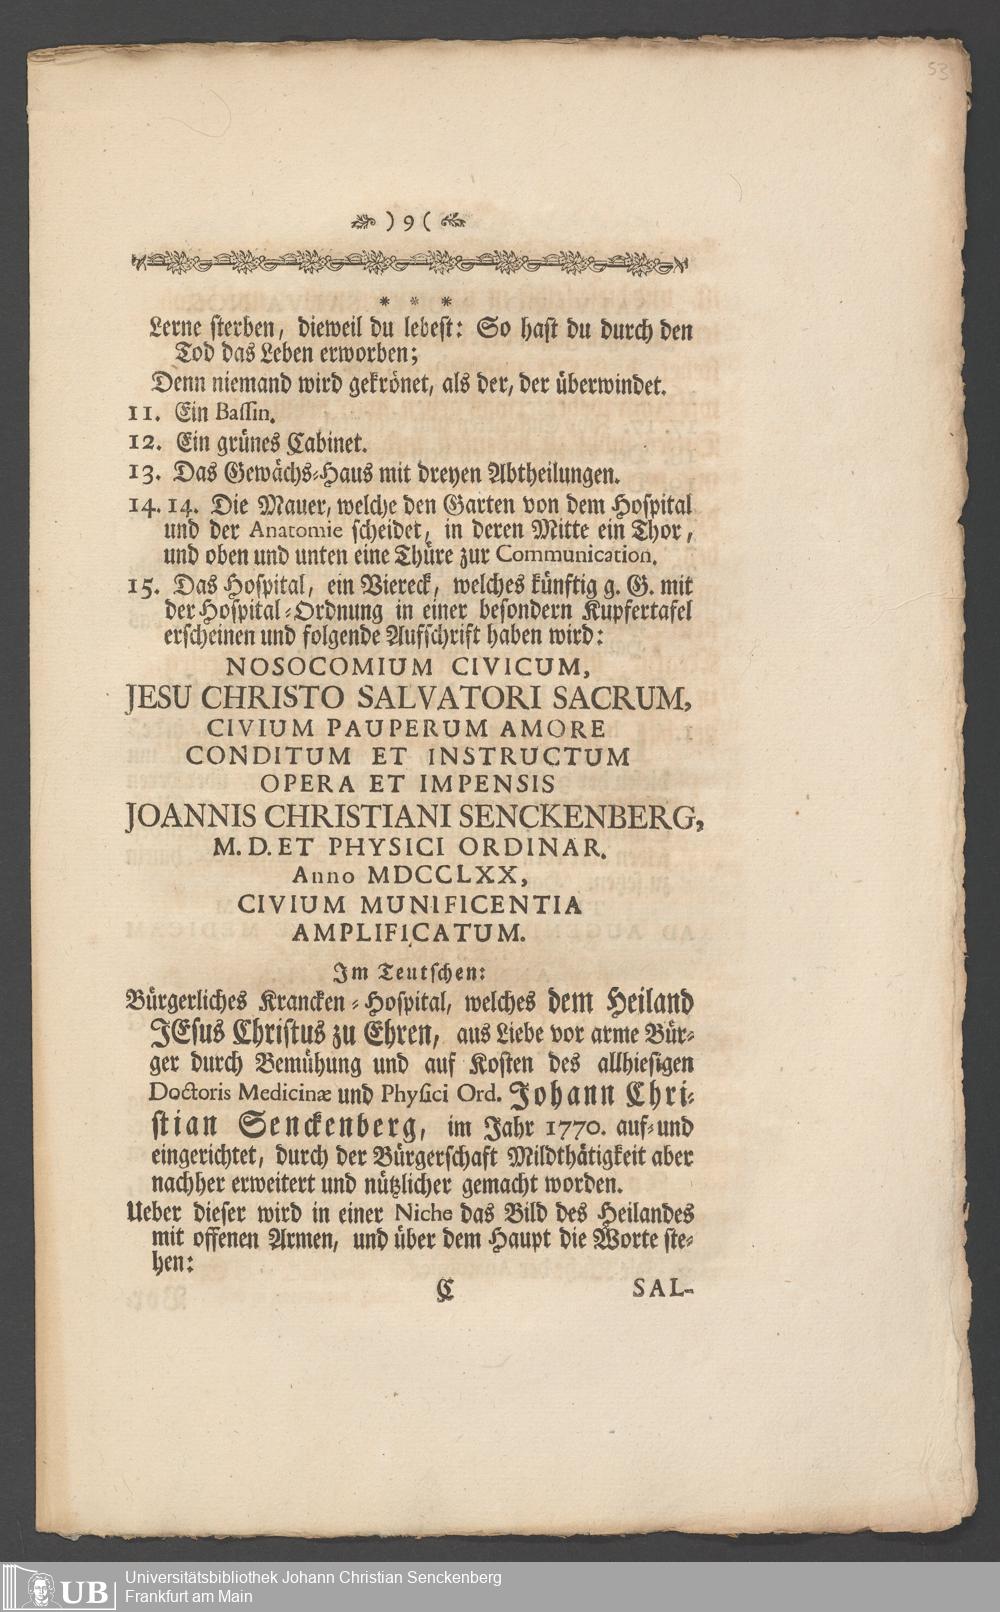 53
) 9 (
* * *
Lerne sterben, dieweil du lebest: So hast du durch den
Tod das Leben erworben;
Denn niemand wird gekrönet, als der, der überwindet.
11. Ein Bassin.
12. Ein grünes Cabinet.
13. Das Gewächs-Haus mit dreyen Abtheilungen.
14. 14. Die Mauer, welche den Garten von dem Hospital
und der Anatomie scheidet, in deren Mitte ein Thor,
und oben und unten eine Thüre zur Communication.
15. Das Hospital, ein Viereck, welches künftig g. G. mit
der Hospital-Ordnung in einer besondern Kupfertafel
erscheinen und folgende Aufschrift haben wird:
NOSOCOMIUM CIVICUM,
JESU CHRISTO SALVATORI SACRUM,
CIVIUM PAUPERUM AMORE
CONDITUM ET INSTRUCTUM
OPERA ET IMPENSIS
JOANNIS CHRISTIANI SENCKENBERG,
M. D. ET PHYSICI ORDINAR.
Anno MDCCLXX,
CIVIUM MUNIFICENTIA
AMPLIFICATUM.
Im Teutschen:
Bürgerliches Krancken-Hospital, welches dem Heiland
JEsus Christus zu Ehren, aus Liebe vor arme Bür-
ger durch Bemühung und auf Kosten des allhiesigen
Doctoris Medicinæ und Physici Ord. Johann Chri-
stian Senckenberg, im Jahr 1770. auf-und
eingerichtet, durch der Bürgerschaft Mildthätigkeit aber
nachher erweitert und nützlicher gemacht worden.
Ueber dieser wird in einer Niche das Bild des Heilandes
mit offenen Armen, und über dem Haupt die Worte ste-
hen:
C SAL-
UB Universitätsbibliothek Johann Christian Senckenberg
Frankfurt am Main